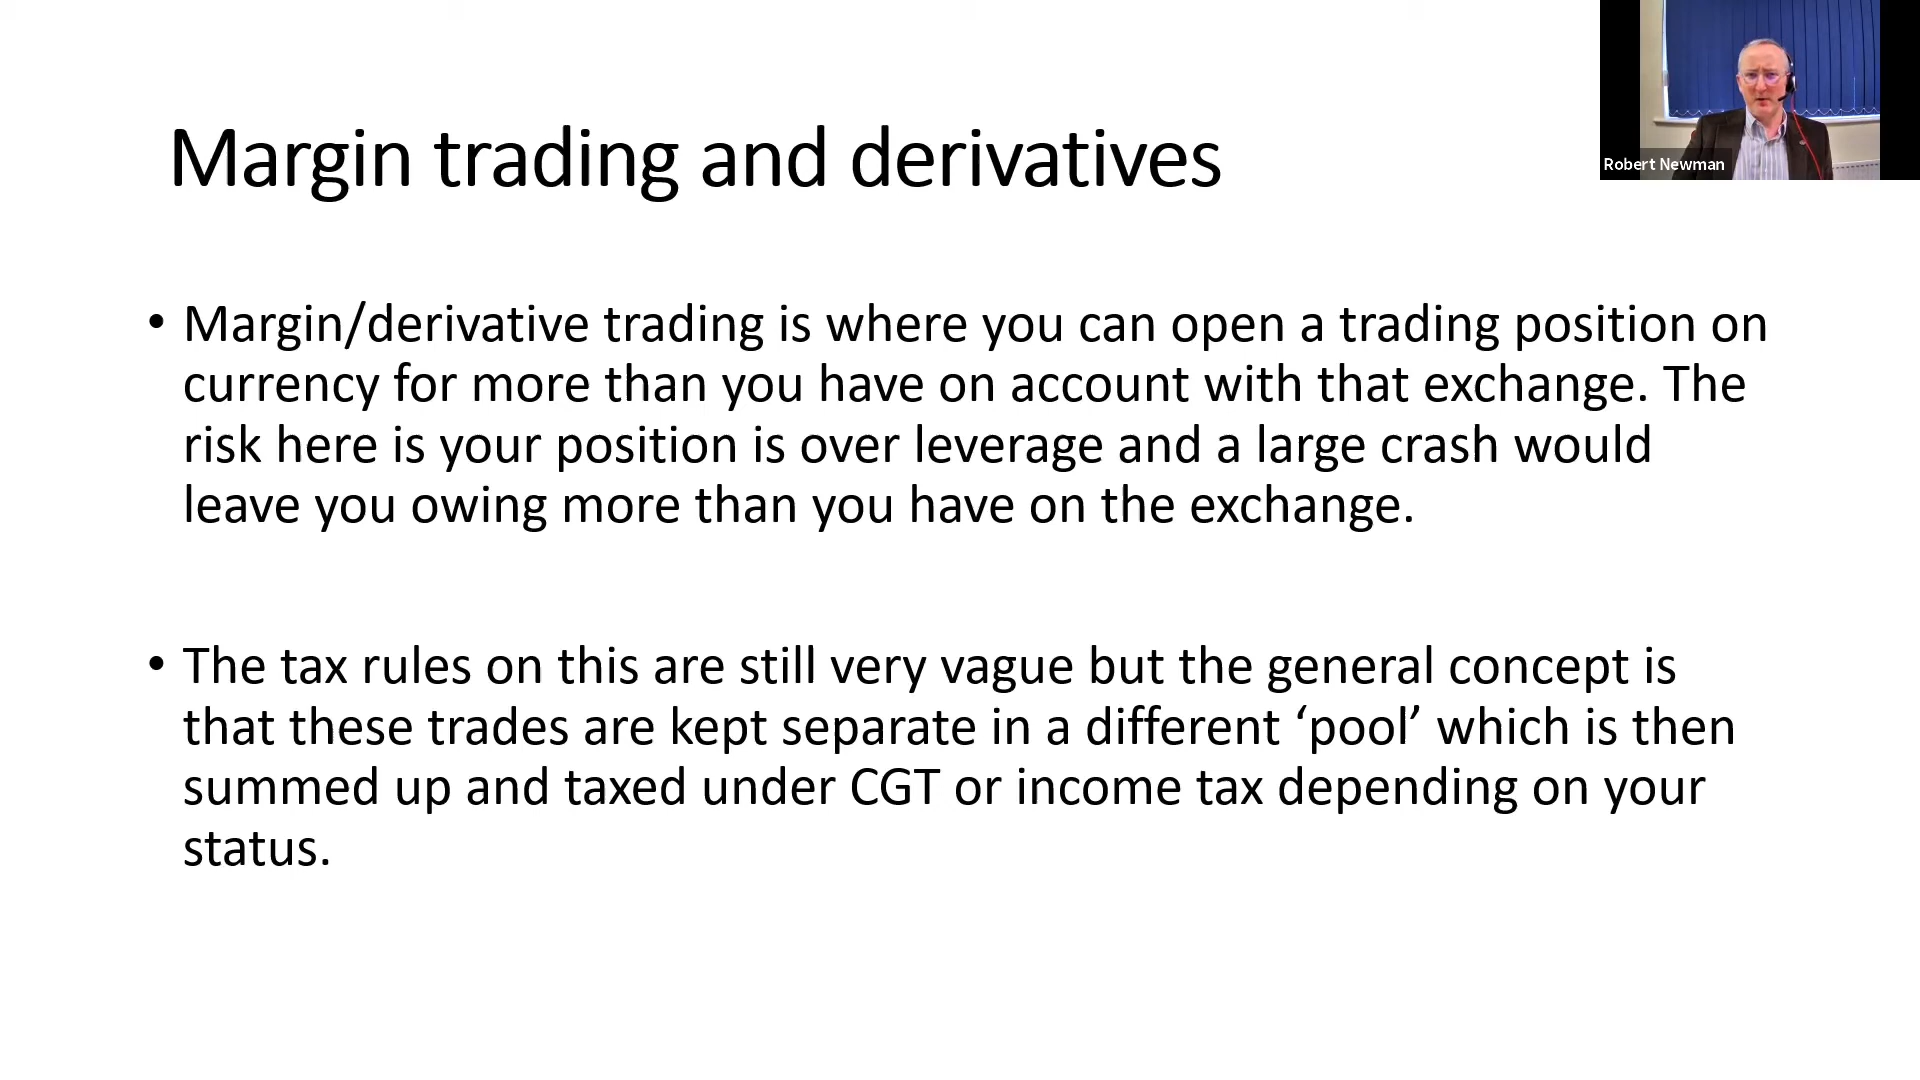 Margin trading and derivatives
Robert Newman
• Margin/derivative trading is where you can open a trading position on
currency for more than you have on account with that exchange. The
risk here is your position is over leverage and a large crash would
leave you owing more than you have on the exchange.
• The tax rules on this are still very vague but the general concept is
that these trades are kept separate in a different ‘pool’ which is then
summed up and taxed under CGT or income tax depending on your
status.